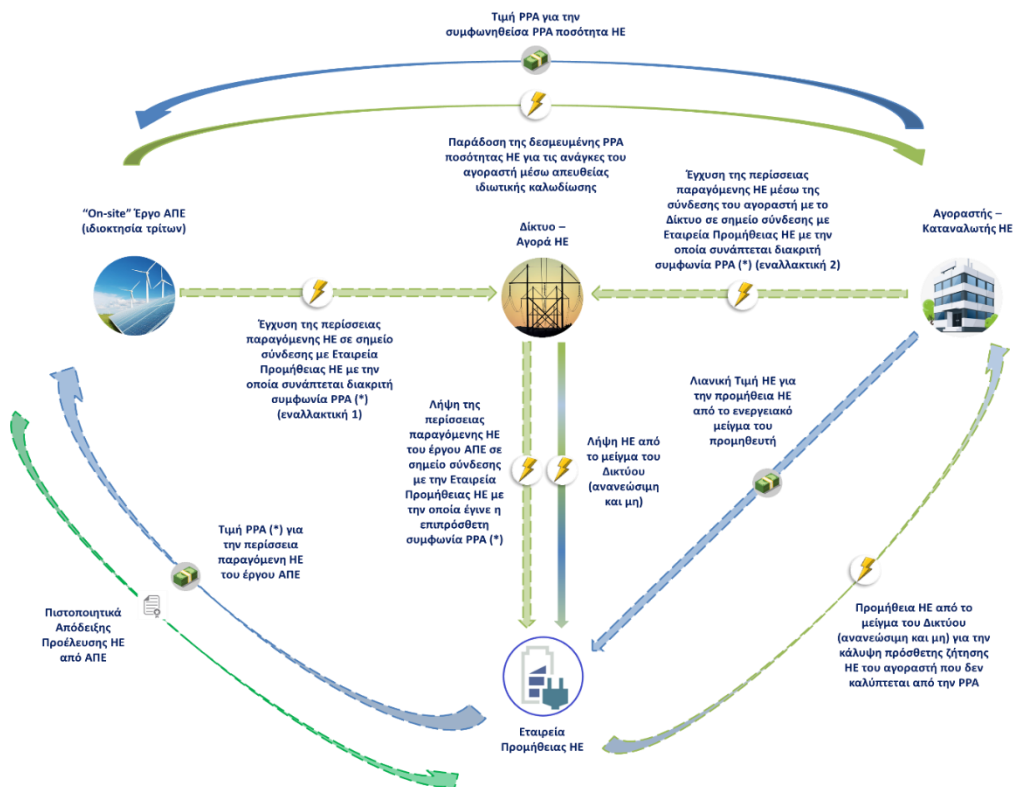 Τιμή PPA για την
συμφωνηθείσα PPA ποσότητα ΗΕ
Παράδοση της δεσμευμένης PPA
ποσότητας ΗΕ για τις ανάγκες του
αγοραστή μέσω απευθείας
ιδιωτικής καλωδίωσης
Έγχυση της περίσσειας
παραγόμενης ΗΕ μέσω της
σύνδεσης του αγοραστή με το
Δίκτυο σε σημείο σύνδεσης με
Εταιρεία Προμήθειας ΗΕ με την
οποία συνάπτεται διακριτή
συμφωνία PPA (*) (εναλλακτική 2)
“On-site” Έργο ΑΠΕ
(ιδιοκτησία τρίτων)
Δίκτυο –
Αγορά ΗΕ
Αγοραστής –
Καταναλωτής ΗΕ
Έγχυση της περίσσειας
παραγόμενης ΗΕ σε σημείο
σύνδεσης με Εταιρεία
Προμήθειας ΗΕ με την
οποία συνάπτεται διακριτή
συμφωνία PPA (*)
(εναλλακτική 1)
Λήψη της
περίσσειας
παραγόμενης ΗΕ
του έργου ΑΠΕ σε
σημείο σύνδεσης
με την Εταιρεία
Προμήθειας ΗΕ με
την οποία έγινε η
επιπρόσθετη
συμφωνία PPA (*)
Λήψη ΗΕ από
το μείγμα του
Δικτύου
(ανανεώσιμη
και μη)
Λιανική Τιμή ΗΕ για
την προμήθεια ΗΕ
από το ενεργειακό
μείγμα του
προμηθευτή
Τιμή PPA (*) για
την περίσσεια
παραγόμενη ΗΕ
του έργου ΑΠΕ
Πιστοποιητικά
Απόδειξης
Προέλευσης ΗΕ
από ΑΠΕ
Προμήθεια ΗΕ από το
μείγμα του Δικτύου
(ανανεώσιμη και μη) για την
κάλυψη πρόσθετης ζήτησης
ΗΕ του αγοραστή που δεν
καλύπτεται από την PPA
Εταιρεία
Προμήθειας ΗΕ